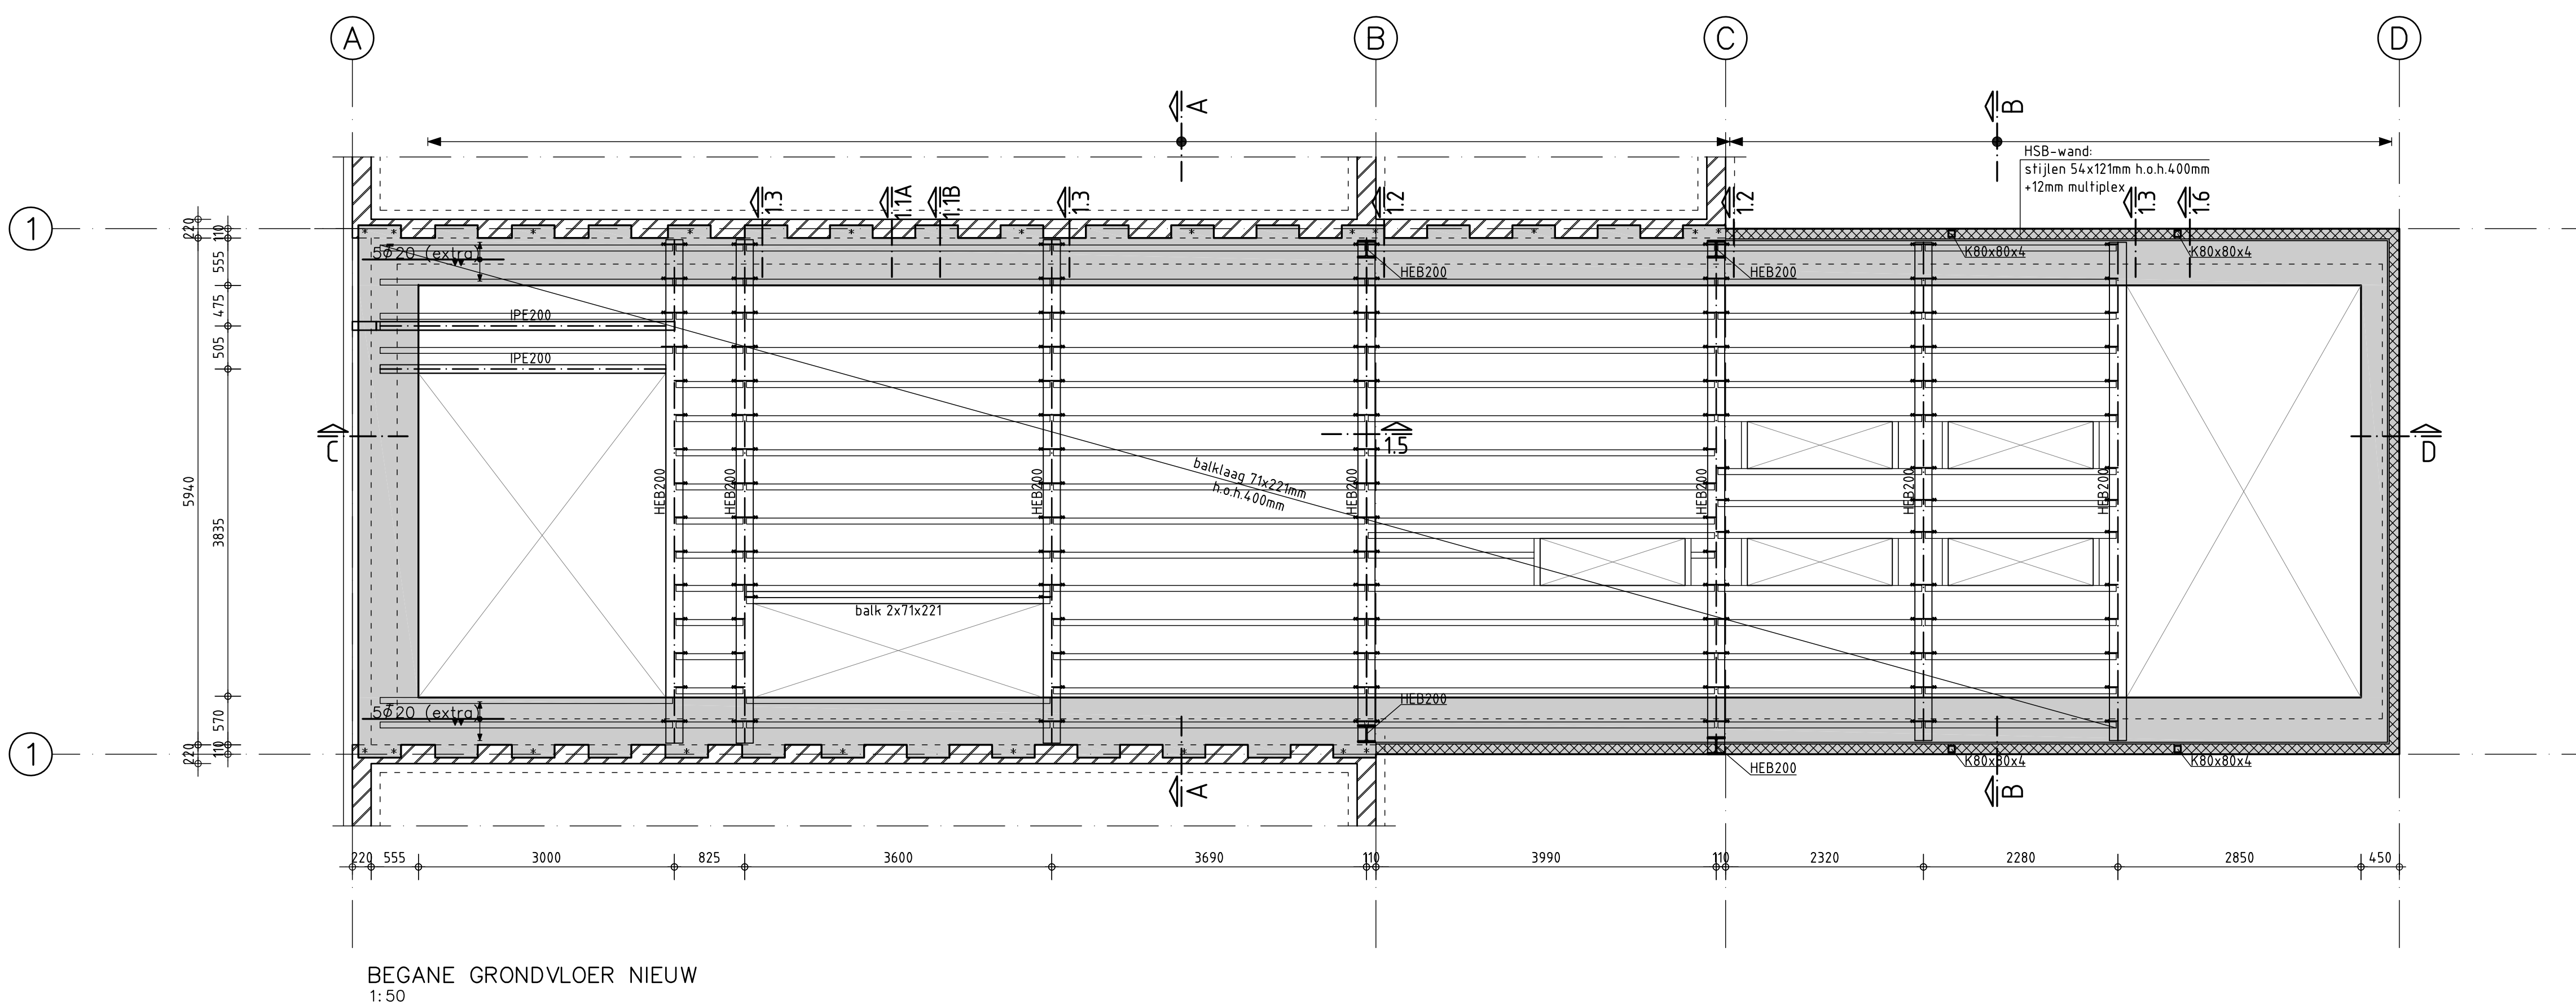 A
B
C
D
A
B
HSB-wand:
stijlen 54x121mm h.o.h.400mm
+12mm multiplex
1.3
1.1A
1.1B
1.3
1.2
1.2
1.3
1.6
1
220
110
5φ20 (extra)
HEB200
HEB200
K80x80x4
K80x80x4
555
475
IPE200
505
IPE200
C
1.5
D
5940
3835
HEB200
HEB200
HEB200
HEB200
HEB200
HEB200
HEB200
balklaag 71x221mm
h.o.h.400mm
balk 2x71x221
570
5φ20 (extra)
HEB200
1
220
110
HEB200
K80x80x4
K80x80x4
A
B
220
555
3000
825
3600
3690
110
3990
110
2320
2280
2850
450
BEGANE GRONDVLOER NIEUW
1:50